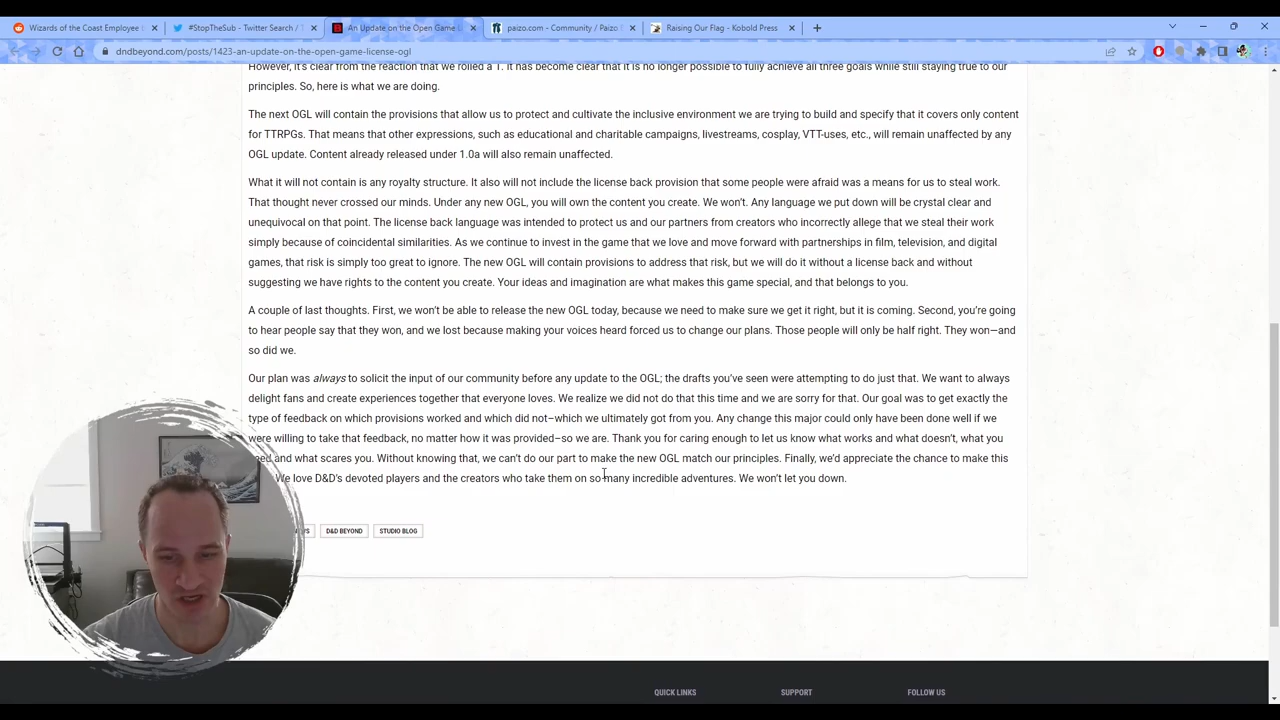 Wizards of the Coast Employee
#StopTheSub - Twitter Search / T
An Update on the Open Game
paizo.com - Community / Paizo
Raising Our Flag - Kobold Press
dndbeyond.com/posts/1423-an-update-on-the-open-game-license-ogl
However, it's clear from the reaction that we rolled a 1. It has become clear that it is no longer possible to fully achieve all three goals while still staying true to our
principles. So, here is what we are doing.
The next OGL will contain the provisions that allow us to protect and cultivate the inclusive environment we are trying to build and specify that it covers only content
for TTRPGs. That means that other expressions, such as educational and charitable campaigns, livestreams, cosplay, VTT-uses, etc., will remain unaffected by any
OGL update. Content already released under 1.0a will also remain unaffected.
What it will not contain is any royalty structure. It also will not include the license back provision that some people were afraid was a means for us to steal work.
That thought never crossed our minds. Under any new OGL, you will own the content you create. We won't. Any language we put down will be crystal clear and
unequivocal on that point. The license back language was intended to protect us and our partners from creators who incorrectly allege that we steal their work
simply because of coincidental similarities. As we continue to invest in the game that we love and move forward with partnerships in film, television, and digital
games, that risk is simply too great to ignore. The new OGL will contain provisions to address that risk, but we will do it without a license back and without
suggesting we have rights to the content you create. Your ideas and imagination are what makes this game special, and that belongs to you.
A couple of last thoughts. First, we won't be able to release the new OGL today, because we need to make sure we get it right, but it is coming. Second, you're going
to hear people say that they won, and we lost because making your voices heard forced us to change our plans. Those people will only be half right. They won—and
so did we.
Our plan was always to solicit the input of our community before any update to the OGL; the drafts you've seen were attempting to do just that. We want to always
delight fans and create experiences together that everyone loves. We realize we did not do that this time and we are sorry for that. Our goal was to get exactly the
type of feedback on which provisions worked and which did not–which we ultimately got from you. Any change this major could only have been done well if we
were willing to take that feedback, no matter how it was provided–so we are. Thank you for caring enough to let us know what works and what doesn't, what you
and what scares you. Without knowing that, we can't do our part to make the new OGL match our principles. Finally, we'd appreciate the chance to make this
We love D&D's devoted players and the creators who take them on so many incredible adventures. We won't let you down.
D&D BEYOND
STUDIO BLOG
QUICK LINKS
SUPPORT
FOLLOW US